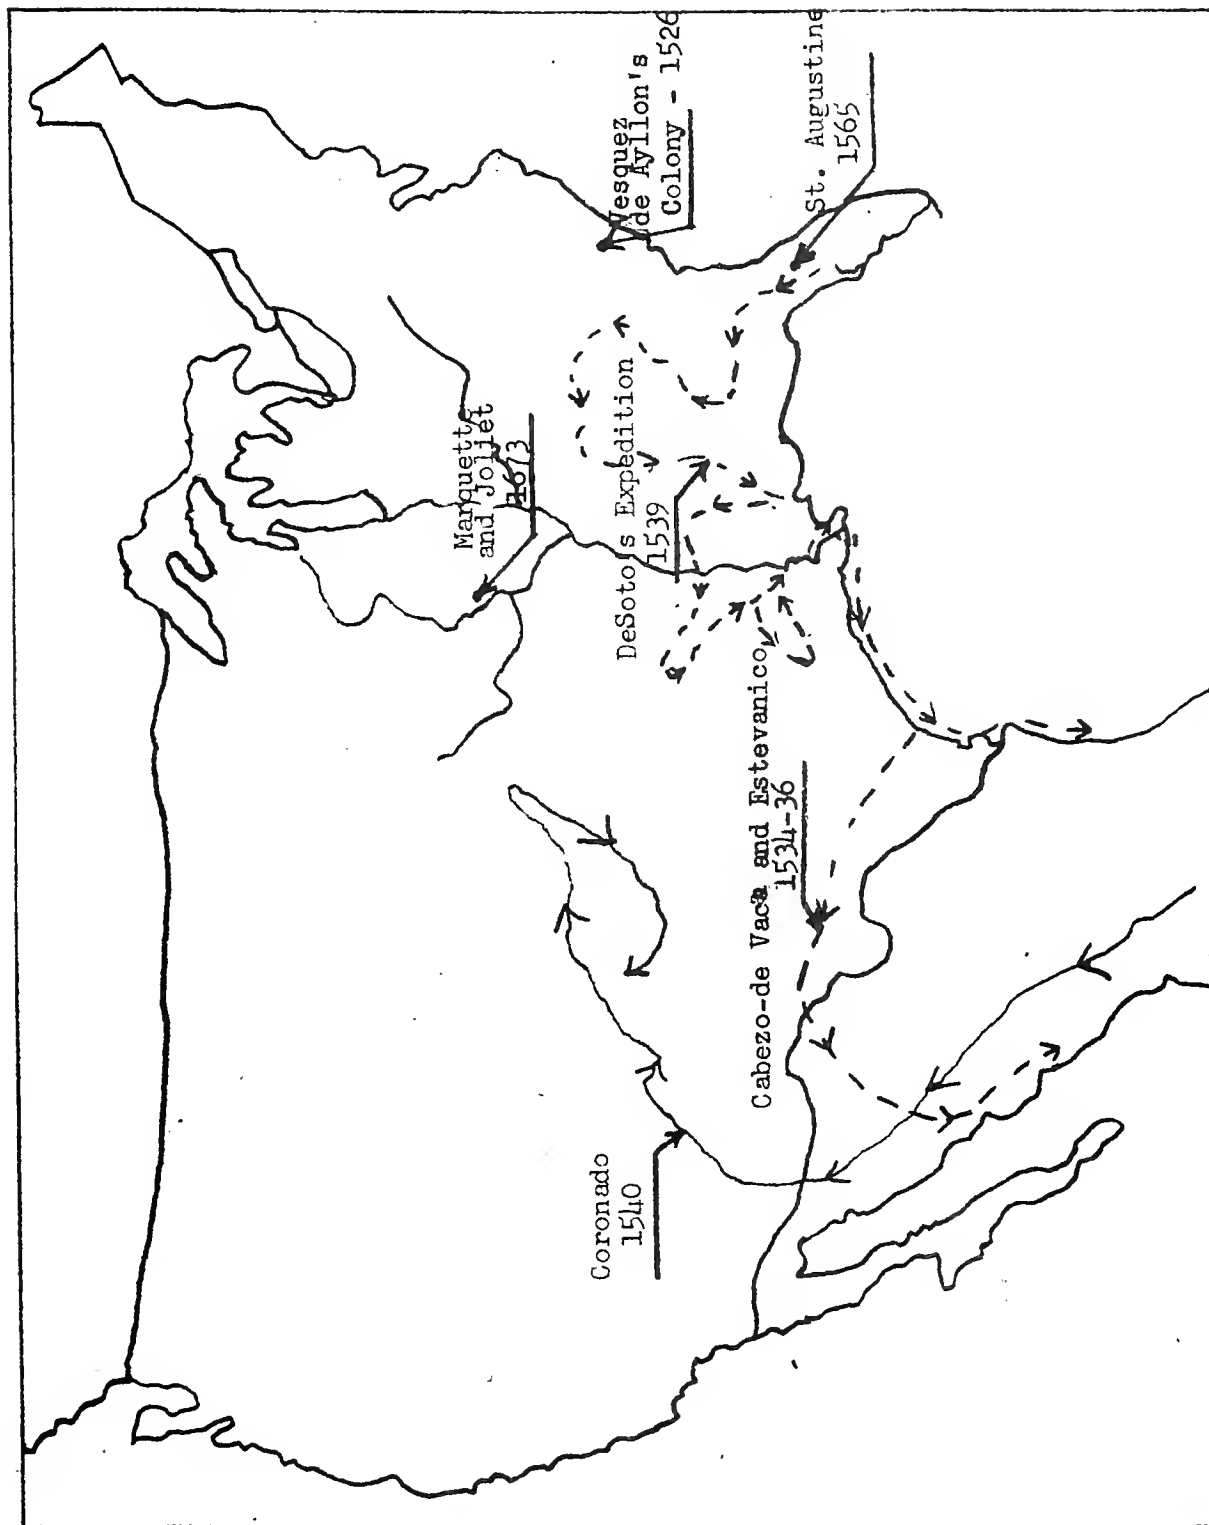 Vesquez
de Ayllon's
Colony - 1526
St. Augustine
1565
Marquette
and Joliet
1673
DeSoto's Expedition
1539
Cabezo-de Vaca and Estevanico
1534-36
Coronado
1540